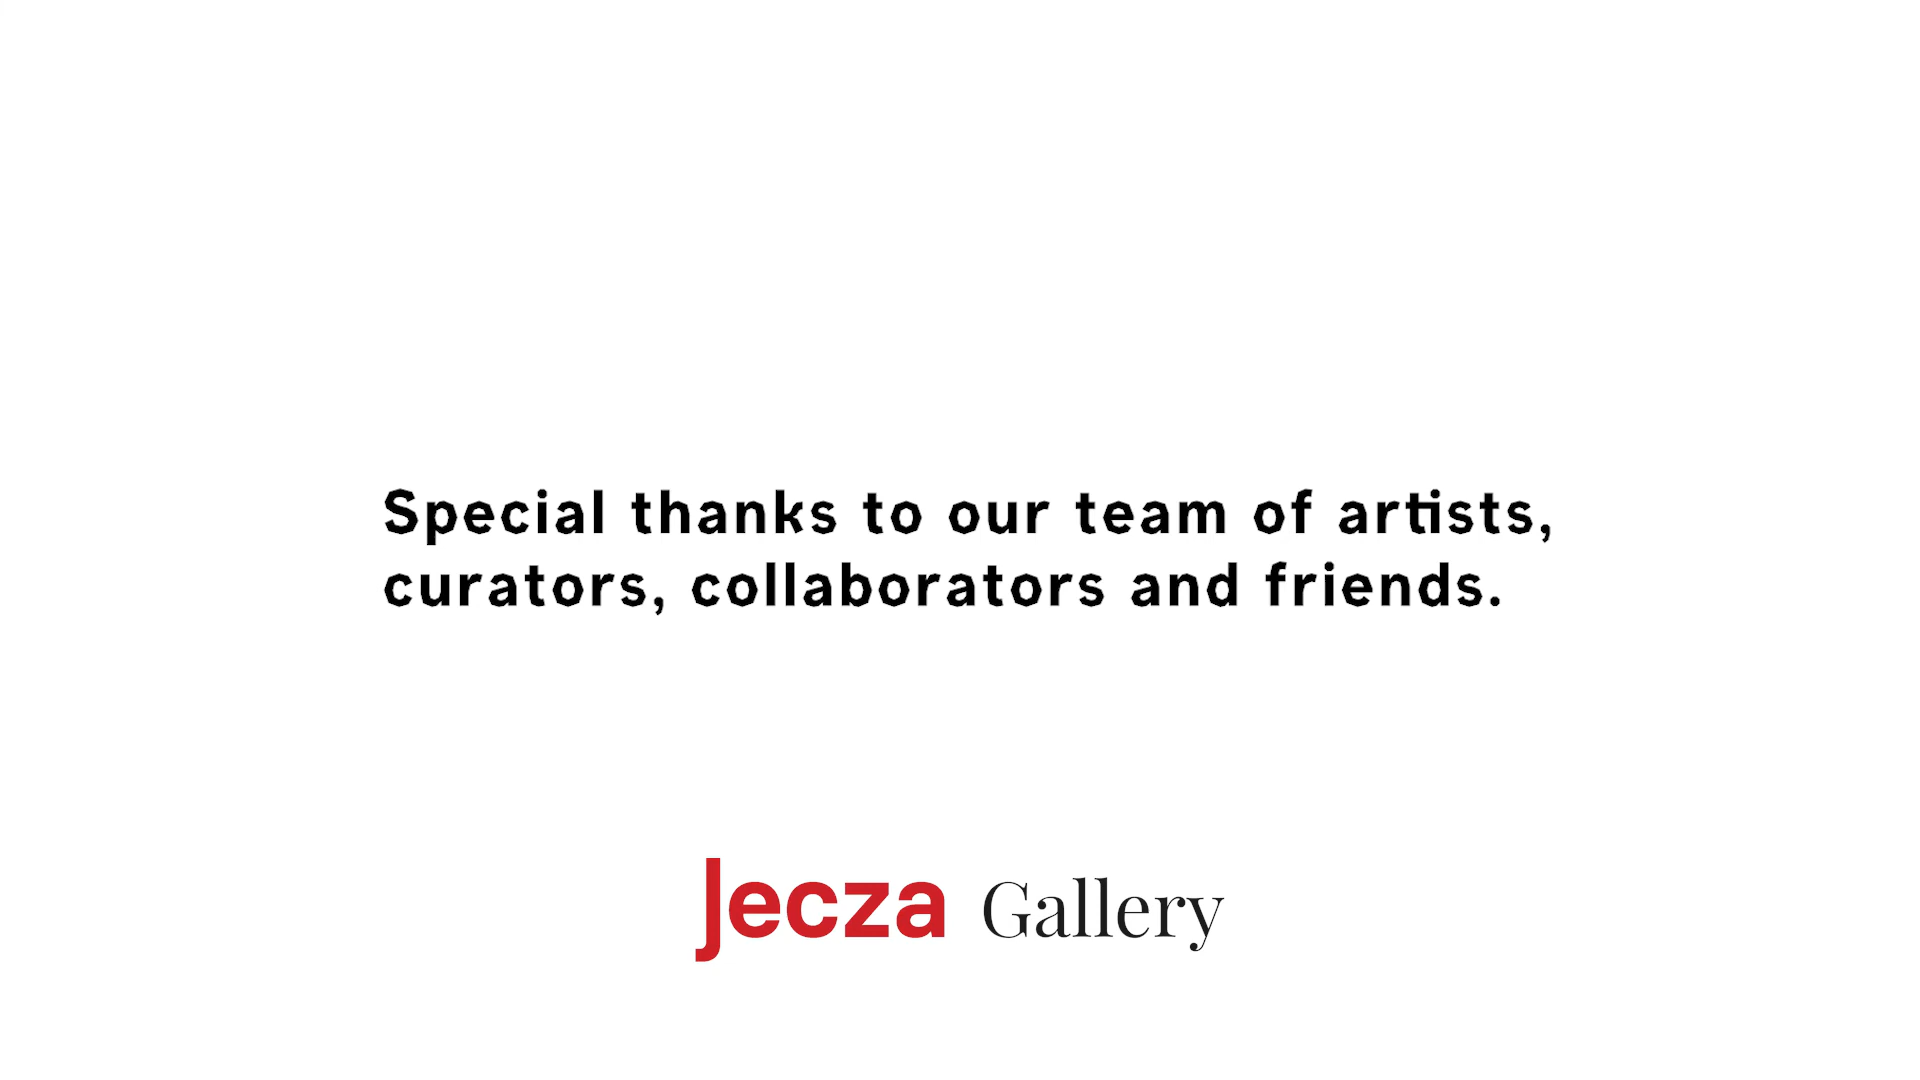 Special thanks to our team of artists,
curators, collaborators and friends.
Jecza Gallery